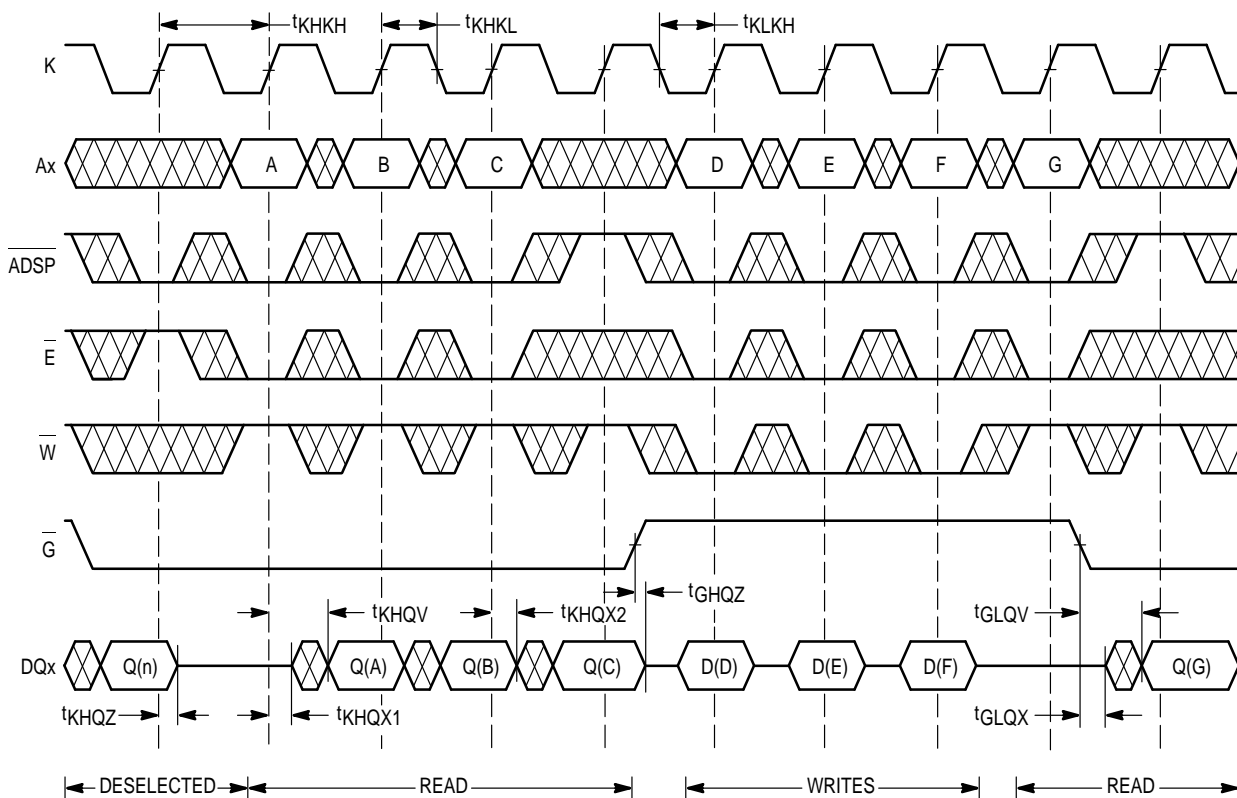 tKHKH tKHKL tKLKH
K
Ax A B C D E F G
ADSP
E
W
G
tKHQV tKHQX2 tGHQZ tGLQV
DQx Q(n) Q(A) Q(B) Q(C) D(D) D(E) D(F) Q(G)
tKHQZ tKHQX1 tGLQX
DESELECTED READ WRITES READ